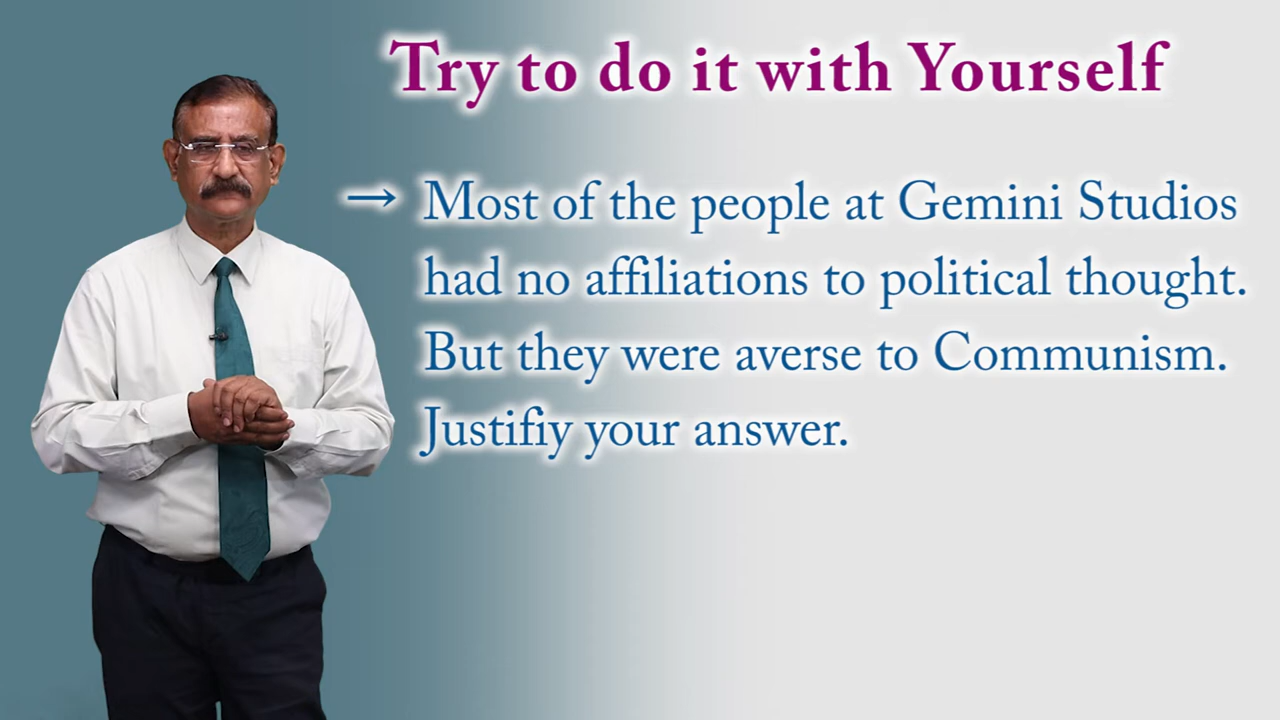 Try to do it with Yourself
→ Most of the people at Gemini Studios
had no affiliations to political thought.
But they were averse to Communism.
Justifiy your answer.